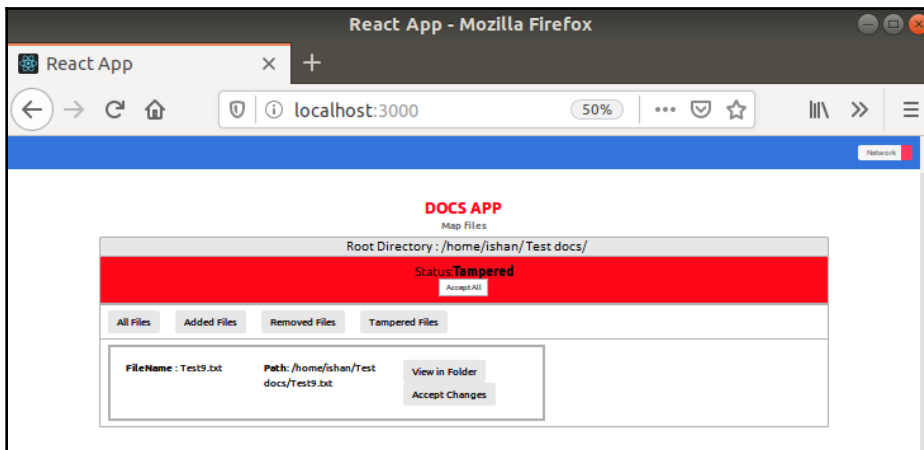 React App - Mozilla Firefox
React App
localhost:3000 50%
Network
DOCS APP
Map files
Root Directory : /home/ishan/ Test docs/
Status:Tampered
Accept All
All Files Added Files Removed Files Tampered Files
FileName : Test9.txt Path: /home/ishan/Test View in Folder
docs/Test9.txt
Accept Changes